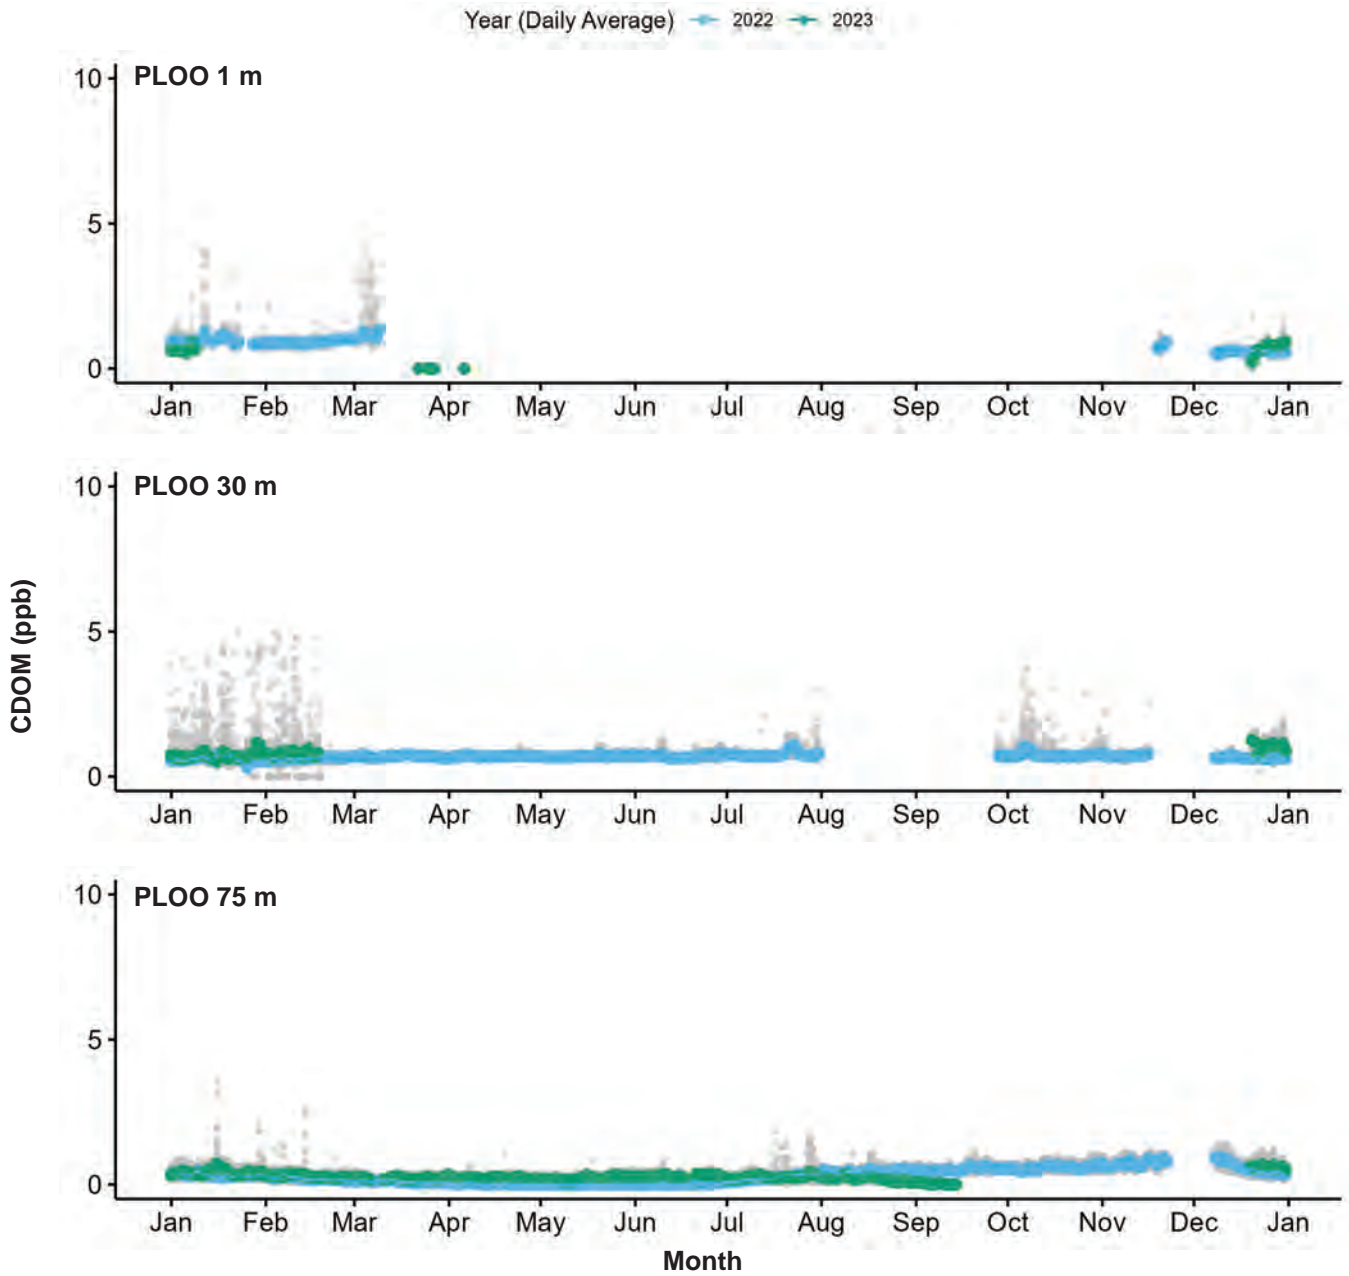 Year (Daily Average) 2022 2023
PLOO 1 m
10
5
0
Jan Feb Mar Apr May Jun Jul Aug Sep Oct Nov Dec Jan
PLOO 30 m
10
5
0
Jan Feb Mar Apr May Jun Jul Aug Sep Oct Nov Dec Jan
CDOM (ppb)
PLOO 75 m
10
5
0
Jan Feb Mar Apr May Jun Jul Aug Sep Oct Nov Dec Jan
Month